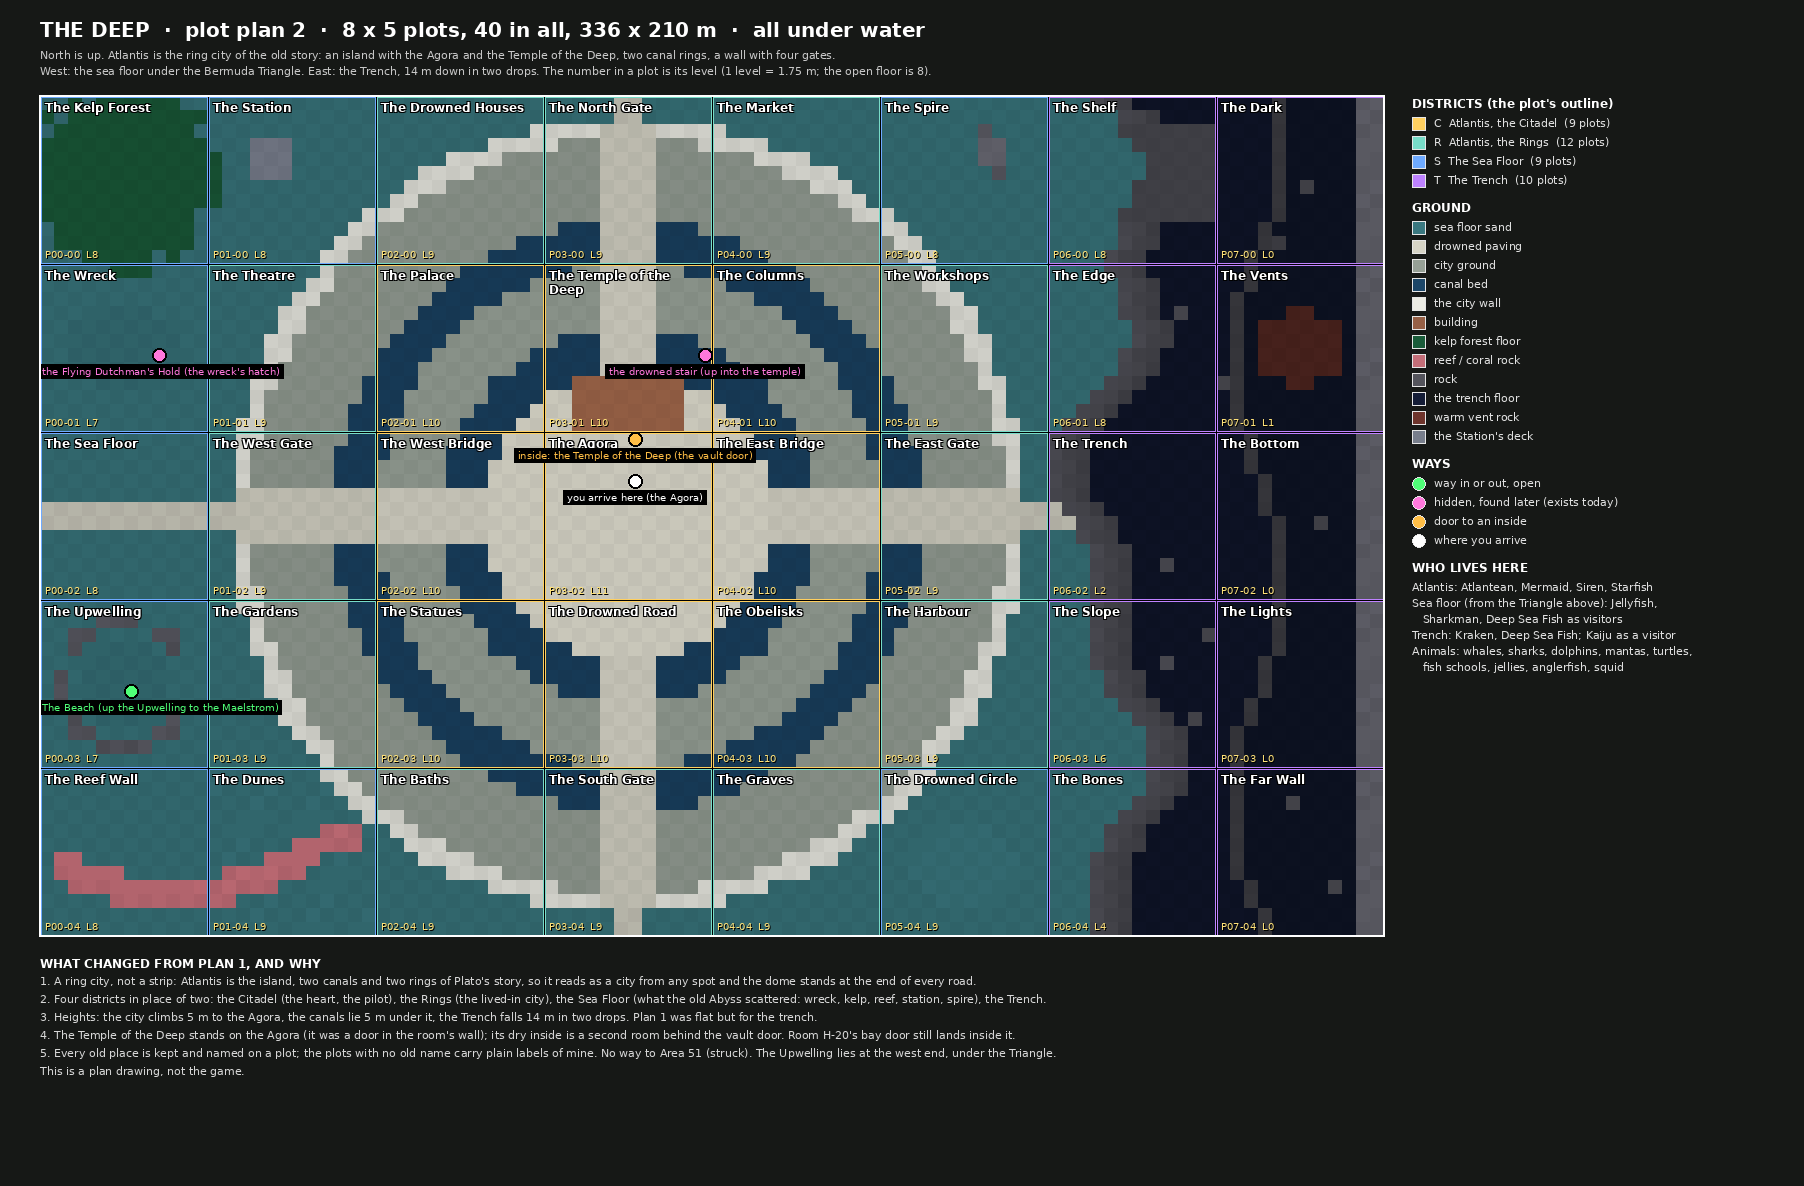 THE DEEP · plot plan 2 · 8 x 5 plots, 40 in all, 336 x 210 m · all under water
North is up. Atlantis is the ring city of the old story: an island with the Agora and the Temple of the Deep, two canal rings, a wall with four gates.
West: the sea floor under the Bermuda Triangle. East: the Trench, 14 m down in two drops. The number in a plot is its level (1 level = 1.75 m; the open floor is 8).
The Kelp Forest
The Station
The Drowned Houses
The North Gate
The Market
The Spire
The Shelf
The Dark
P00-00 L8
P01-00 L8
P02-00 L9
P03-00 L9
P04-00 L9
P05-00 L8
P06-00 L8
P07-00 L0
The Wreck
The Theatre
The Palace
The Temple of the
Deep
The Columns
The Workshops
The Edge
The Vents
the Flying Dutchman's Hold (the wreck's hatch)
the drowned stair (up into the temple)
P00-01 L7
P01-01 L9
P02-01 L10
P03-01 L10
P04-01 L10
P05-01 L9
P06-01 L8
P07-01 L1
The Sea Floor
The West Gate
The West Bridge
The Agora
The East Bridge
The East Gate
The Trench
The Bottom
inside: the Temple of the Deep (the vault door)
you arrive here (the Agora)
P00-02 L8
P01-02 L9
P02-02 L10
P03-02 L11
P04-02 L10
P05-02 L9
P06-02 L2
P07-02 L0
The Upwelling
The Gardens
The Statues
The Drowned Road
The Obelisks
The Harbour
The Slope
The Lights
The Beach (up the Upwelling to the Maelstrom)
P00-03 L7
P01-03 L9
P02-03 L10
P03-03 L10
P04-03 L10
P05-03 L9
P06-03 L6
P07-03 L0
The Reef Wall
The Dunes
The Baths
The South Gate
The Graves
The Drowned Circle
The Bones
The Far Wall
P00-04 L8
P01-04 L9
P02-04 L9
P03-04 L9
P04-04 L9
P05-04 L9
P06-04 L4
P07-04 L0
DISTRICTS (the plot's outline)
C Atlantis, the Citadel (9 plots)
R Atlantis, the Rings (12 plots)
S The Sea Floor (9 plots)
T The Trench (10 plots)
GROUND
sea floor sand
drowned paving
city ground
canal bed
the city wall
building
kelp forest floor
reef / coral rock
rock
the trench floor
warm vent rock
the Station's deck
WAYS
way in or out, open
hidden, found later (exists today)
door to an inside
where you arrive
WHO LIVES HERE
Atlantis: Atlantean, Mermaid, Siren, Starfish
Sea floor (from the Triangle above): Jellyfish,
Sharkman, Deep Sea Fish as visitors
Trench: Kraken, Deep Sea Fish; Kaiju as a visitor
Animals: whales, sharks, dolphins, mantas, turtles,
fish schools, jellies, anglerfish, squid
WHAT CHANGED FROM PLAN 1, AND WHY
1. A ring city, not a strip: Atlantis is the island, two canals and two rings of Plato's story, so it reads as a city from any spot and the dome stands at the end of every road.
2. Four districts in place of two: the Citadel (the heart, the pilot), the Rings (the lived-in city), the Sea Floor (what the old Abyss scattered: wreck, kelp, reef, station, spire), the Trench.
3. Heights: the city climbs 5 m to the Agora, the canals lie 5 m under it, the Trench falls 14 m in two drops. Plan 1 was flat but for the trench.
4. The Temple of the Deep stands on the Agora (it was a door in the room's wall); its dry inside is a second room behind the vault door. Room H-20's bay door still lands inside it.
5. Every old place is kept and named on a plot; the plots with no old name carry plain labels of mine. No way to Area 51 (struck). The Upwelling lies at the west end, under the Triangle.
This is a plan drawing, not the game.